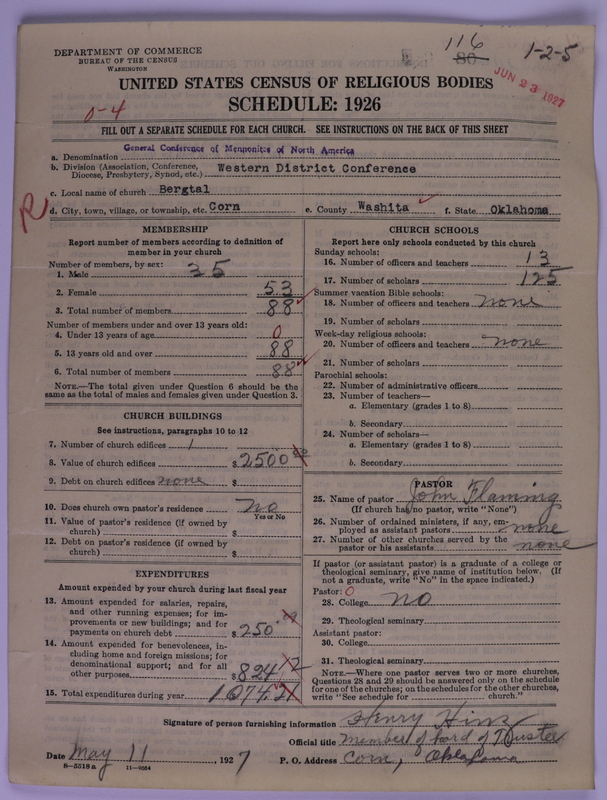 DEPARTMENT OF COMMERCE
BUREAU OF THE CENSUS
WASHINGTON
116
80
1-2-5
JUN 23 1927
UNITED STATES CENSUS OF RELIGIOUS BODIES
SCHEDULE: 1926
0-4
FILL OUT A SEPARATE SCHEDULE FOR EACH CHURCH. SEE INSTRUCTIONS ON THE BACK OF THIS SHEET
a. Denomination General Conference of Mennonites of North America
b. Division (Association, Conference, Diocese, Presbytery, Synod, etc.) Western District Conference
c. Local name of church Bergtal
d. City, town, village, or township, etc. Corn e. County Washita f. State Oklahoma
R
MEMBERSHIP
Report number of members according to definition of
member in your church
Number of members, by sex:
1. Male 35
2. Female 53
3. Total number of members 88
Number of members under and over 13 years old:
4. Under 13 years of age 0
5. 13 years old and over 88
6. Total number of members 88
NOTE.—The total given under Question 6 should be the
same as the total of males and females given under Question 3.
CHURCH BUILDINGS
See instructions, paragraphs 10 to 12
7. Number of church edifices 1
8. Value of church edifices $ 2500
9. Debt on church edifices none $
10. Does church own pastor's residence No
Yes or No
11. Value of pastor's residence (if owned by
church) $
12. Debt on pastor's residence (if owned by
church) $
EXPENDITURES
Amount expended by your church during last fiscal year
13. Amount expended for salaries, repairs,
and other running expenses; for im-
provements or new buildings; and for
payments on church debt $ 250
14. Amount expended for benevolences, in-
cluding home and foreign missions; for
denominational support; and for all
other purposes $ 824
15. Total expenditures during year 1074.21
CHURCH SCHOOLS
Report here only schools conducted by this church
Sunday schools:
16. Number of officers and teachers 13
17. Number of scholars 125
Summer vacation Bible schools:
18. Number of officers and teachers none
19. Number of scholars
Week-day religious schools:
20. Number of officers and teachers none
21. Number of scholars
Parochial schools:
22. Number of administrative officers
23. Number of teachers—
a. Elementary (grades 1 to 8)
b. Secondary
24. Number of scholars—
a. Elementary (grades 1 to 8)
b. Secondary
PASTOR
25. Name of pastor John Flaming
(If church has no pastor, write "None")
26. Number of ordained ministers, if any, em-
ployed as assistant pastors none
27. Number of other churches served by the
pastor or his assistants none
If pastor (or assistant pastor) is a graduate of a college or
theological seminary, give name of institution below. (If
not a graduate, write "No" in the space indicated.)
Pastor: 0
28. College No
29. Theological seminary
Assistant pastor:
30. College
31. Theological seminary
NOTE.—Where one pastor serves two or more churches,
Questions 28 and 29 should be answered only on the schedule
for one of the churches; on the schedules for the other churches,
write "See schedule for church."
Signature of person furnishing information Henry Hinz
Official title Member of Bord of Trustee
Date May 11, 1927 P. O. Address Corn, Oklahoma
8—5518 a 11—9554